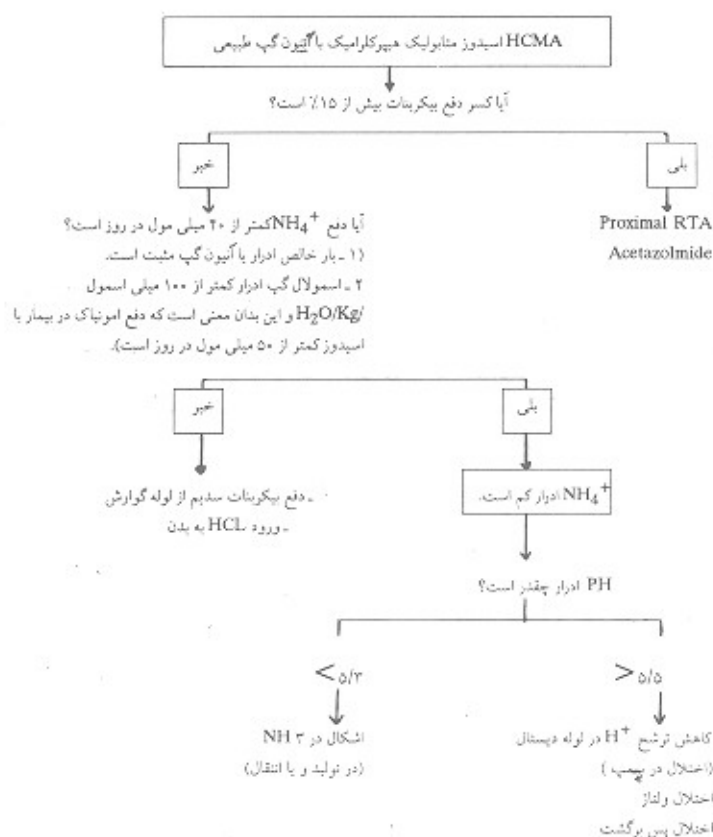 HCMA اسیدوز متابولیک هیپرکلرامیک با آنیون گپ طبیعی
آیا کسر دفع بیکربنات بیش از ۱۵٪ است؟
بلی
خیر
Proximal RTA
Acetazolmide
آیا دفع NH4+ کمتر از ۴۰ میلی مول در روز است؟
(۱ ـ بار خالص ادرار یا آنیون گپ مثبت است.
۲ ـ اسمولال گپ ادرار کمتر از ۱۰۰ میلی اسمول
/H2O/Kg و این بدان معنی است که دفع امونیاک در بیمار با
اسیدوز کمتر از ۵۰ میلی مول در روز است).
بلی
خیر
NH4+ ادرار کم است.
ـ دفع بیکربنات سدیم از لوله گوارش
ـ ورود HCL به بدن
PH ادرار چقدر است؟
> ۵/۵
< ۵/۳
کاهش ترشح H+ در لوله دیستال
(اختلال در پمپ)
اختلال ولتاژ
اختلال پس برگشت
اشکال در NH ۳
(در تولید و یا انتقال)